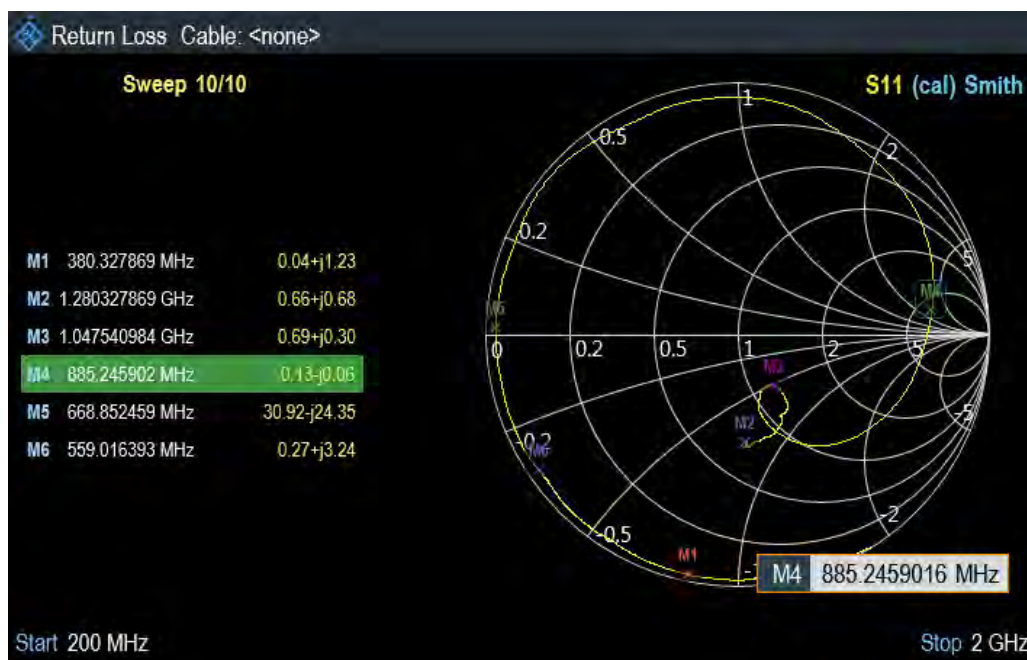 Return Loss Cable: <none>
Sweep 10/10
S11 (cal) Smith
M1 380.327869 MHz 0.04+j1.23
M2 1.280327869 GHz 0.66+j0.68
M3 1.047540984 GHz 0.69+j0.30
M4 885.245902 MHz 0.13-j0.06
M5 668.852459 MHz 30.92-j24.35
M6 559.016393 MHz 0.27+j3.24
1
0.5
2
0.2
5
M4
M5
0
0.2
0.5
1
2
5
M3
M2
-5
-0.2
M6
-2
-0.5
M1
M4 885.2459016 MHz
Start 200 MHz
Stop 2 GHz